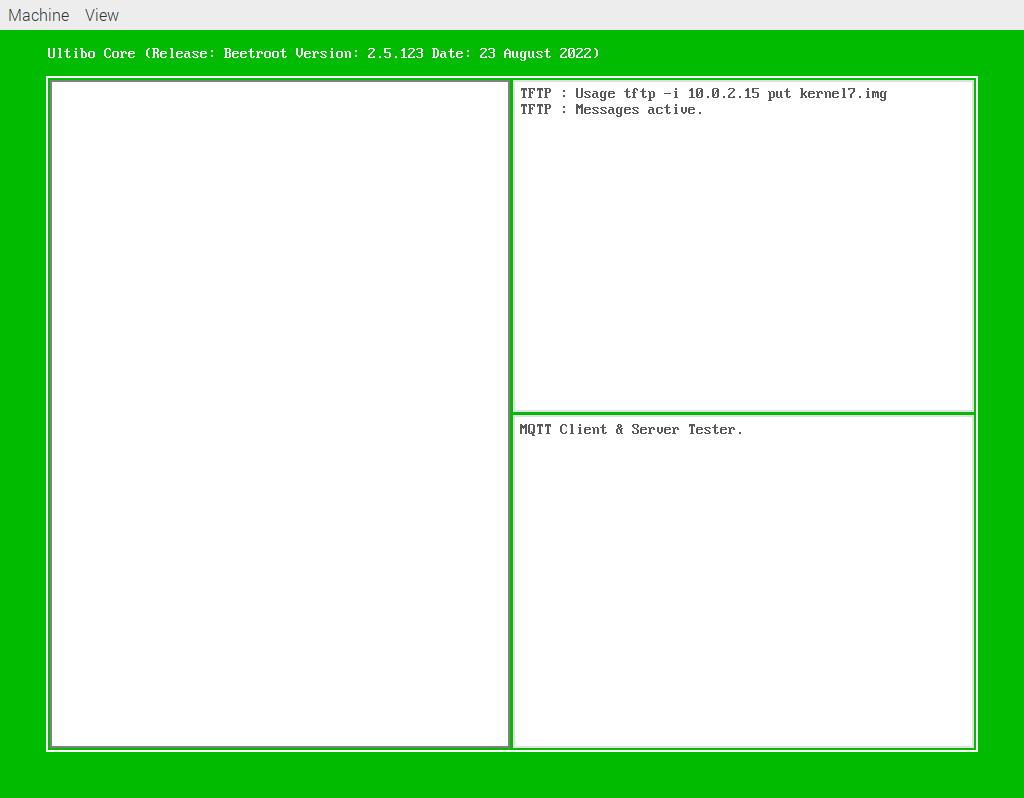 Machine View
Ultibo Core (Release: Beetroot Version: 2.5.123 Date: 23 August 2022)
TFTP : Usage tftp -i 10.0.2.15 put kernel7.img
TFTP : Messages active.
MQTT Client & Server Tester.